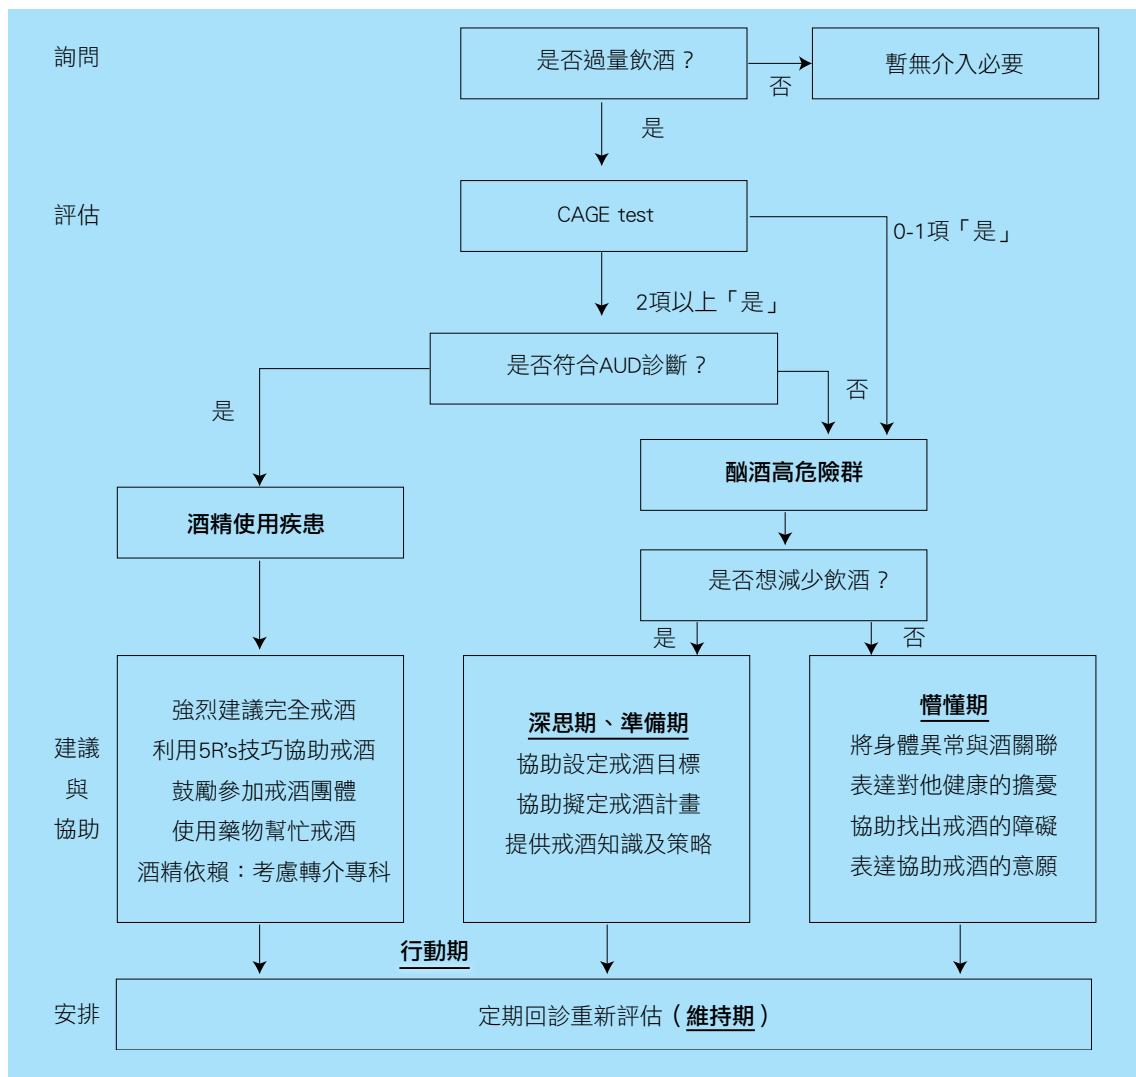 詢問
是否過量飲酒？
暫無介入必要
否
是
評估
CAGE test
0-1項「是」
2項以上「是」
是否符合AUD診斷？
是
否
酗酒高危險群
酒精使用疾患
是否想減少飲酒？
是
否
建議
與
協助
強烈建議完全戒酒
利用5R's技巧協助戒酒
鼓勵參加戒酒團體
使用藥物幫忙戒酒
酒精依賴：考慮轉介專科
深思期、準備期
協助設定戒酒目標
協助擬定戒酒計畫
提供戒酒知識及策略
懵懂期
將身體異常與酒關聯
表達對他健康的擔憂
協助找出戒酒的障礙
表達協助戒酒的意願
行動期
安排
定期回診重新評估（維持期）